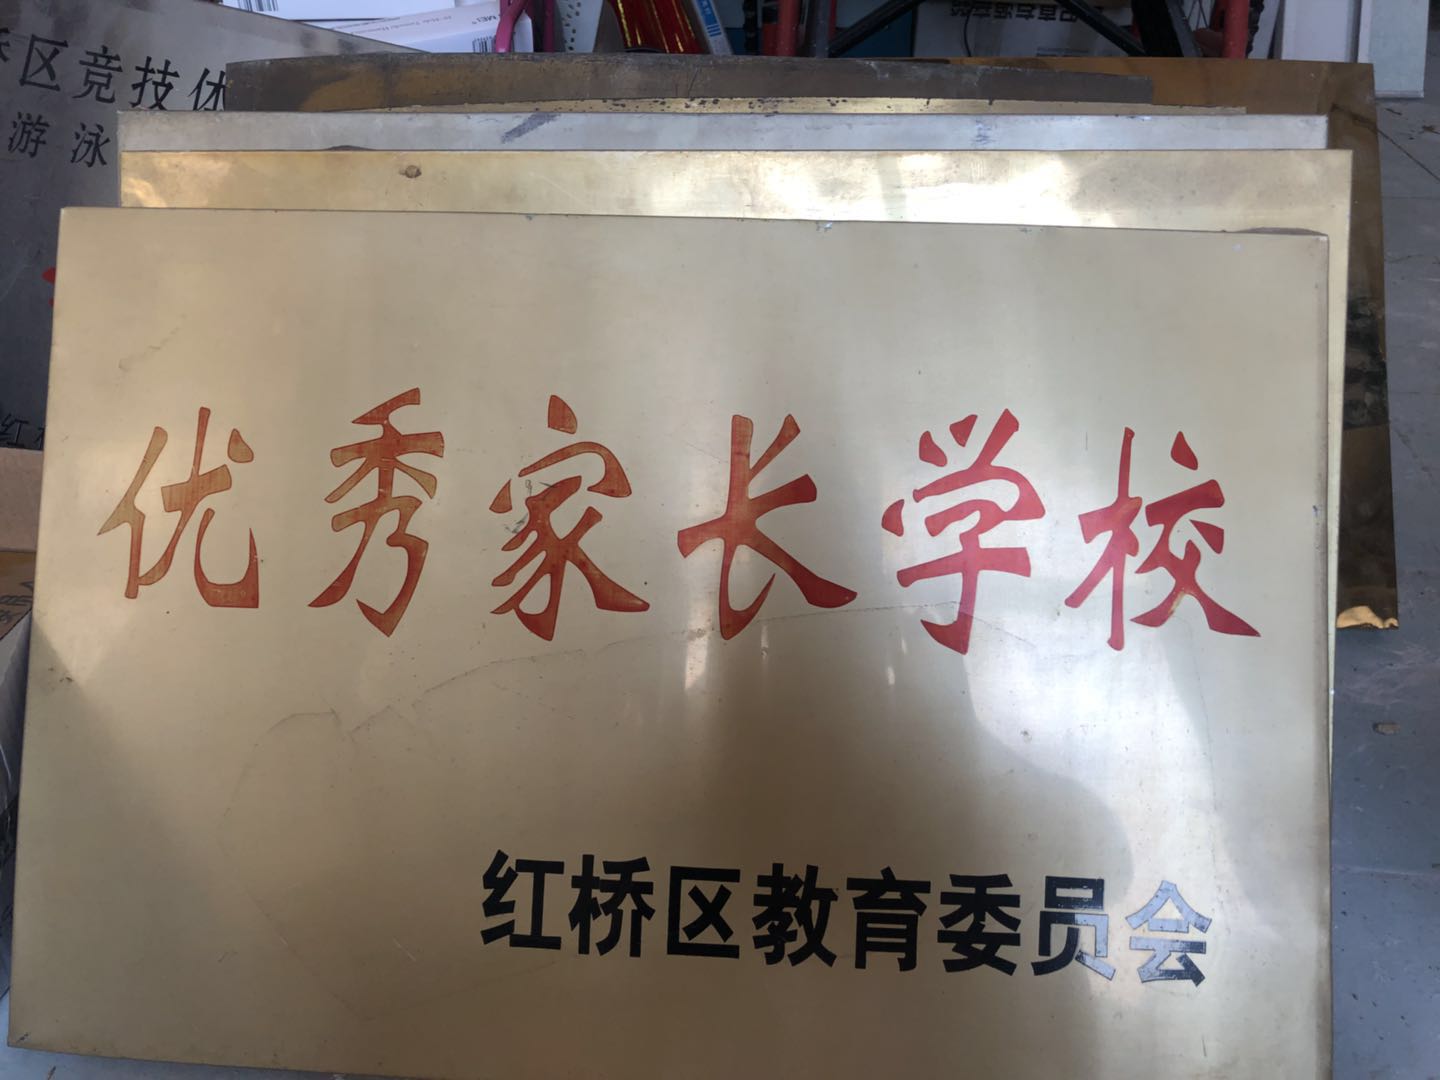 区竞技体
游泳
优秀家长学校
红桥区教育委员会